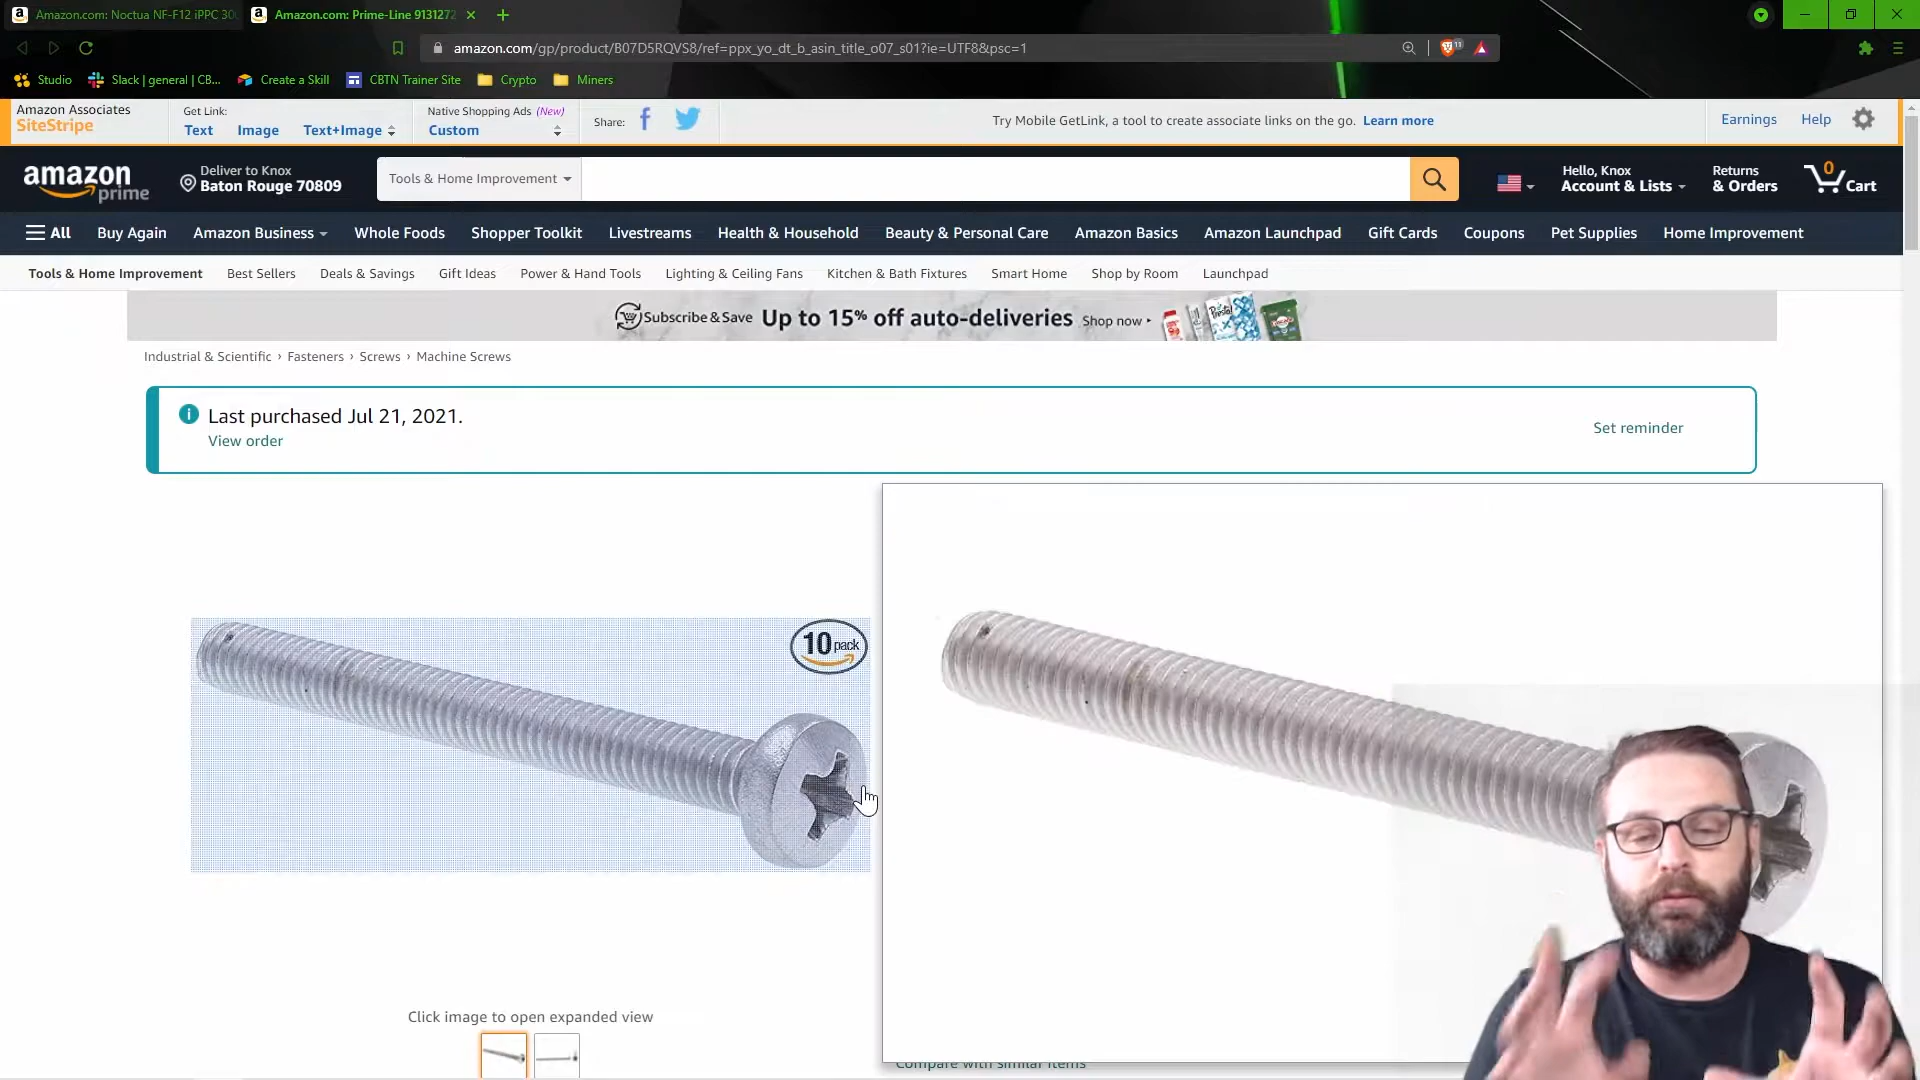 Amazon.com: Noctua NF-F12 iPPC 30
Amazon.com: Prime-Line 9131272
amazon.com/gp/product/B07D5RQVS8/ref=ppx_yo_dt_b_asin_title_o07_s01?ie=UTF8&psc=1
11
Studio
Slack | general | CB...
Create a Skill
CBTN Trainer Site
Crypto
Miners
Amazon Associates
SiteStripe
Get Link:
Text Image Text+Image
Native Shopping Ads (New)
Custom
Share:
Try Mobile GetLink, a tool to create associate links on the go. Learn more
Earnings Help
amazon prime
Deliver to Knox
Baton Rouge 70809
Tools & Home Improvement
Hello, Knox
Account & Lists
Returns
& Orders
0
Cart
All Buy Again Amazon Business Whole Foods Shopper Toolkit Livestreams Health & Household Beauty & Personal Care Amazon Basics Amazon Launchpad Gift Cards Coupons Pet Supplies Home Improvement
Tools & Home Improvement Best Sellers Deals & Savings Gift Ideas Power & Hand Tools Lighting & Ceiling Fans Kitchen & Bath Fixtures Smart Home Shop by Room Launchpad
Subscribe & Save Up to 15% off auto-deliveries Shop now
Industrial & Scientific › Fasteners › Screws › Machine Screws
Last purchased Jul 21, 2021.
View order
Set reminder
10 pack
Click image to open expanded view
Compare with similar items